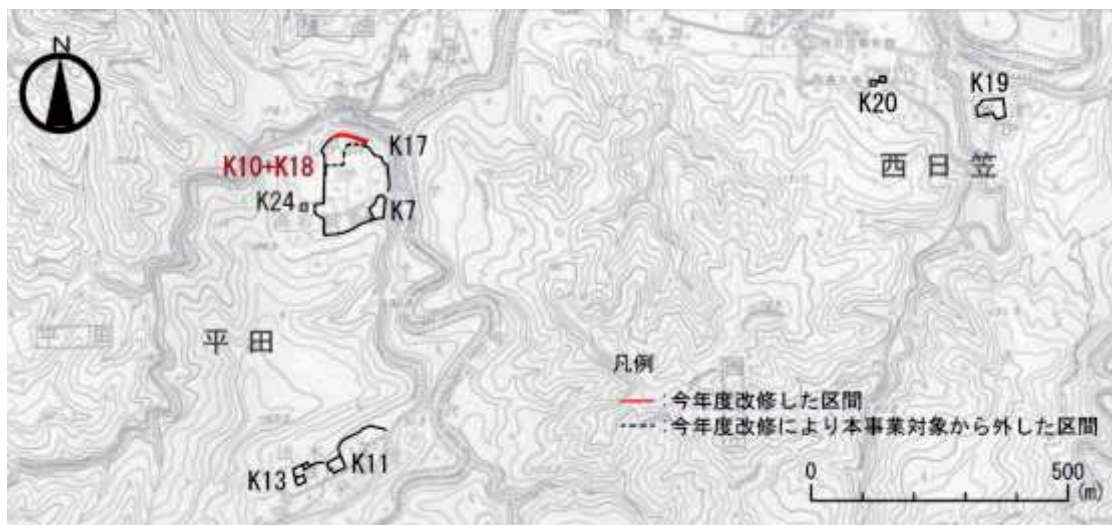 N
K20
K19
K17
K10+K18
西日笠
K24
K7
平田
凡例
:今年度改修した区間
:今年度改修により本事業対象から外した区間
K13
K11
0
500
(m)